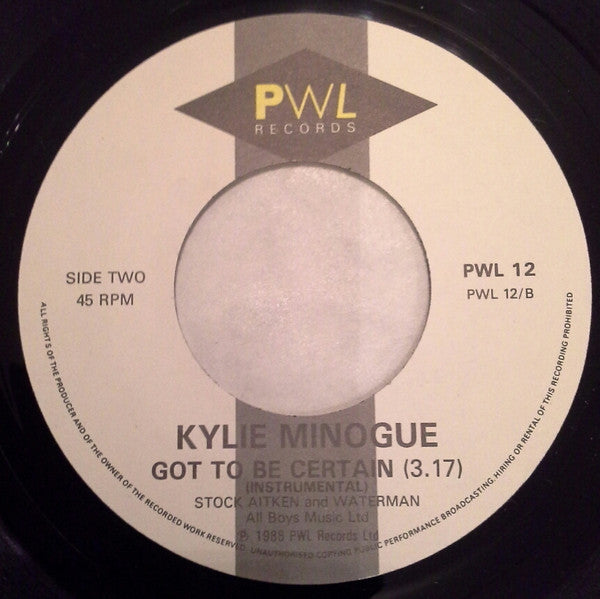 PWL
RECORDS
SIDE TWO
45 RPM
PWL 12
PWL 12/B
KYLIE MINOGUE
GOT TO BE CERTAIN (3.17)
(INSTRUMENTAL)
STOCK AITKEN and WATERMAN
All Boys Music Ltd
℗ 1988 PWL Records Ltd
ALL RIGHTS OF THE PRODUCER AND OF THE OWNER OF THE RECORDED WORK RESERVED. UNAUTHORISED COPYING PUBLIC PERFORMANCE BROADCASTING HIRING OR RENTAL OF THIS RECORDING PROHIBITED